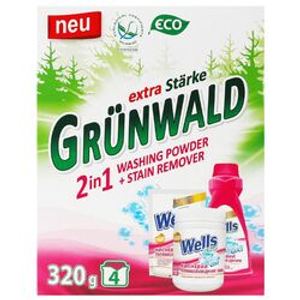 neu
ECO
extra Stärke
GRÜNWALD
2in1 WASHING POWDER
+ STAIN REMOVER
Wells
Wells
320g 4